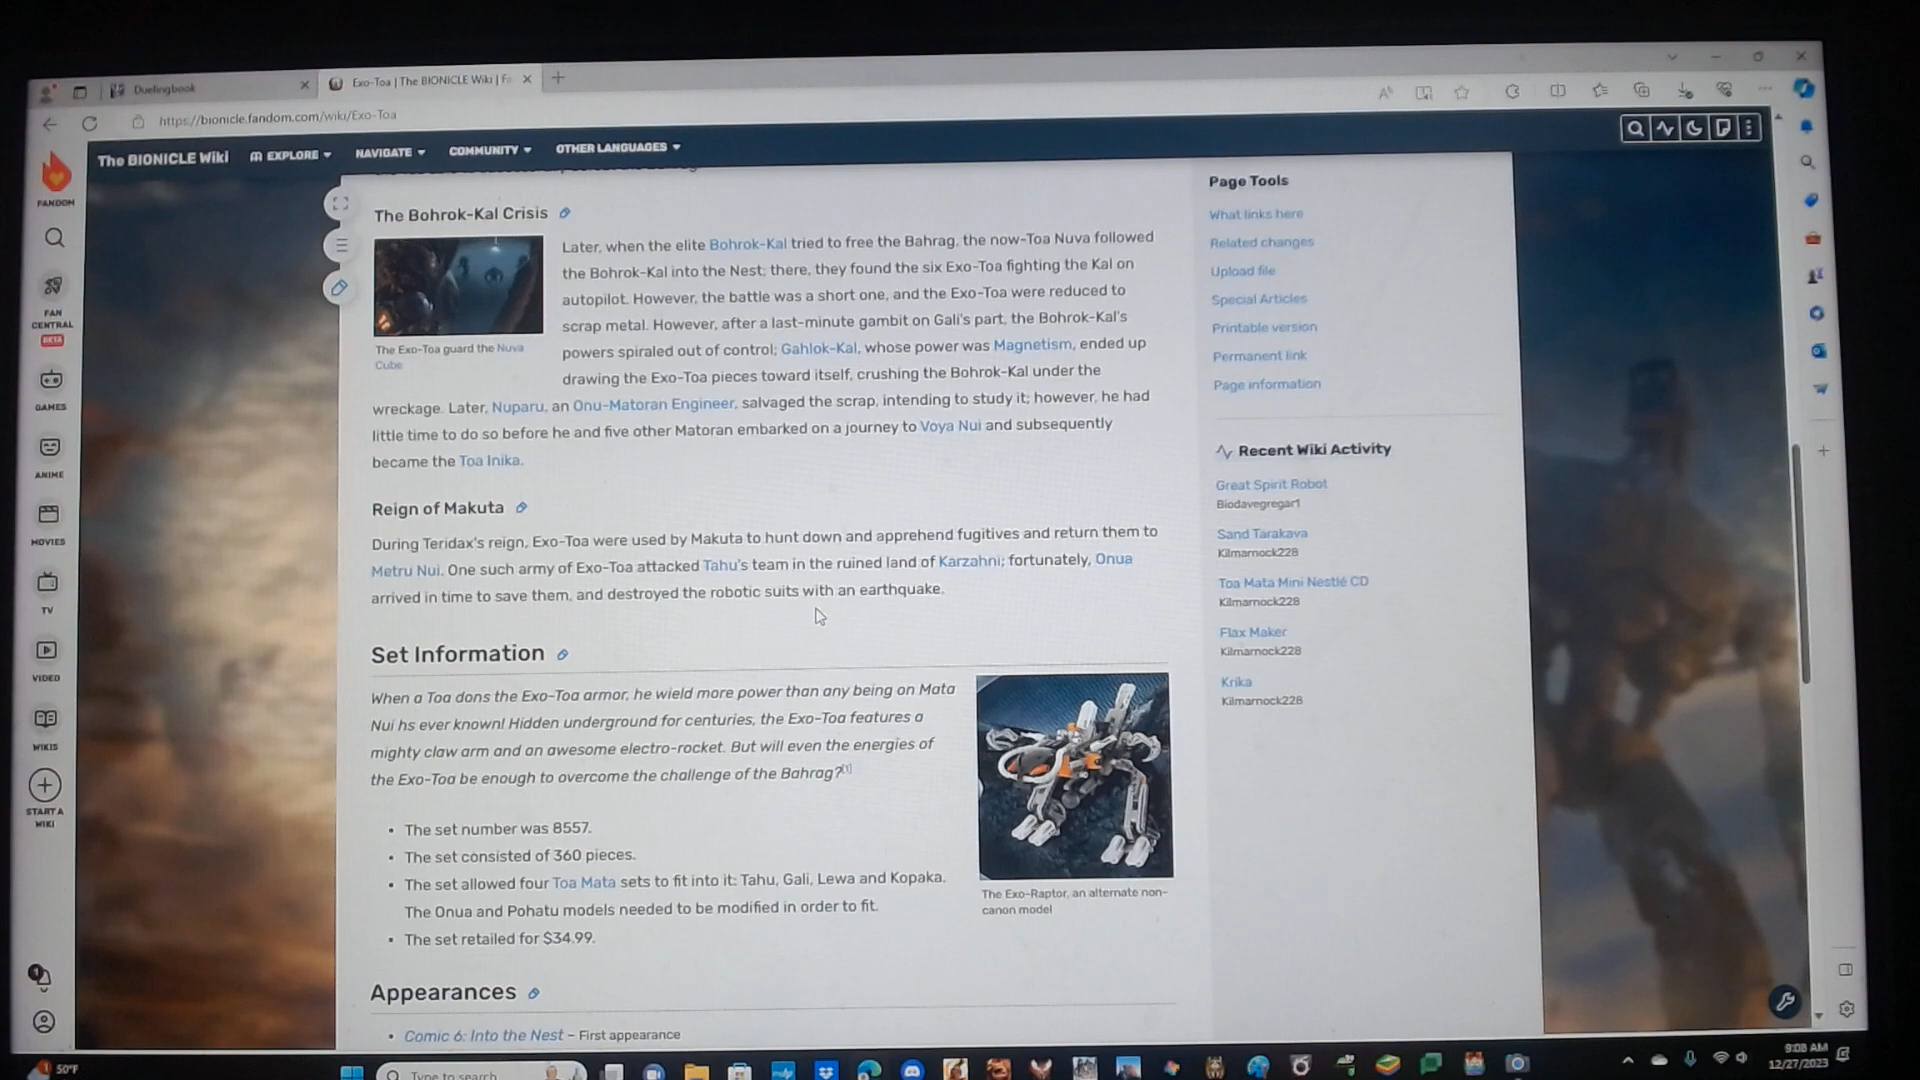 Duelingbook
Exo-Toa | The BIONICLE Wiki | F
https://bionicle.fandom.com/wiki/Exo-Toa
The BIONICLE Wiki
EXPLORE
NAVIGATE
COMMUNITY
OTHER LANGUAGES
FANDOM
FAN
CENTRAL
BETA
GAMES
ANIME
MOVIES
TV
VIDEO
WIKIS
START A
WIKI
The Bohrok-Kal Crisis
The Exo-Toa guard the Nuva
Cube
Later, when the elite Bohrok-Kal tried to free the Bahrag, the now-Toa Nuva followed
the Bohrok-Kal into the Nest; there, they found the six Exo-Toa fighting the Kal on
autopilot. However, the battle was a short one, and the Exo-Toa were reduced to
scrap metal. However, after a last-minute gambit on Gali's part, the Bohrok-Kal's
powers spiraled out of control; Gahlok-Kal, whose power was Magnetism, ended up
drawing the Exo-Toa pieces toward itself, crushing the Bohrok-Kal under the
wreckage. Later, Nuparu, an Onu-Matoran Engineer, salvaged the scrap, intending to study it; however, he had
little time to do so before he and five other Matoran embarked on a journey to Voya Nui and subsequently
became the Toa Inika.
Reign of Makuta
During Teridax's reign, Exo-Toa were used by Makuta to hunt down and apprehend fugitives and return them to
Metru Nui. One such army of Exo-Toa attacked Tahu's team in the ruined land of Karzahni; fortunately, Onua
arrived in time to save them, and destroyed the robotic suits with an earthquake.
Set Information
When a Toa dons the Exo-Toa armor, he wield more power than any being on Mata
Nui hs ever known! Hidden underground for centuries, the Exo-Toa features a
mighty claw arm and an awesome electro-rocket. But will even the energies of
the Exo-Toa be enough to overcome the challenge of the Bahrag?[1]
• The set number was 8557.
• The set consisted of 360 pieces.
• The set allowed four Toa Mata sets to fit into it: Tahu, Gali, Lewa and Kopaka.
The Onua and Pohatu models needed to be modified in order to fit.
• The set retailed for $34.99.
The Exo-Raptor, an alternate non-
canon model
Appearances
• Comic 6: Into the Nest – First appearance
Page Tools
What links here
Related changes
Upload file
Special Articles
Printable version
Permanent link
Page information
Recent Wiki Activity
Great Spirit Robot
Biodavegregar1
Sand Tarakava
Kilmarnock228
Toa Mata Mini Nestlé CD
Kilmarnock228
Flax Maker
Kilmarnock228
Krika
Kilmarnock228
50°F
Type to search
9:08 AM
12/27/2023